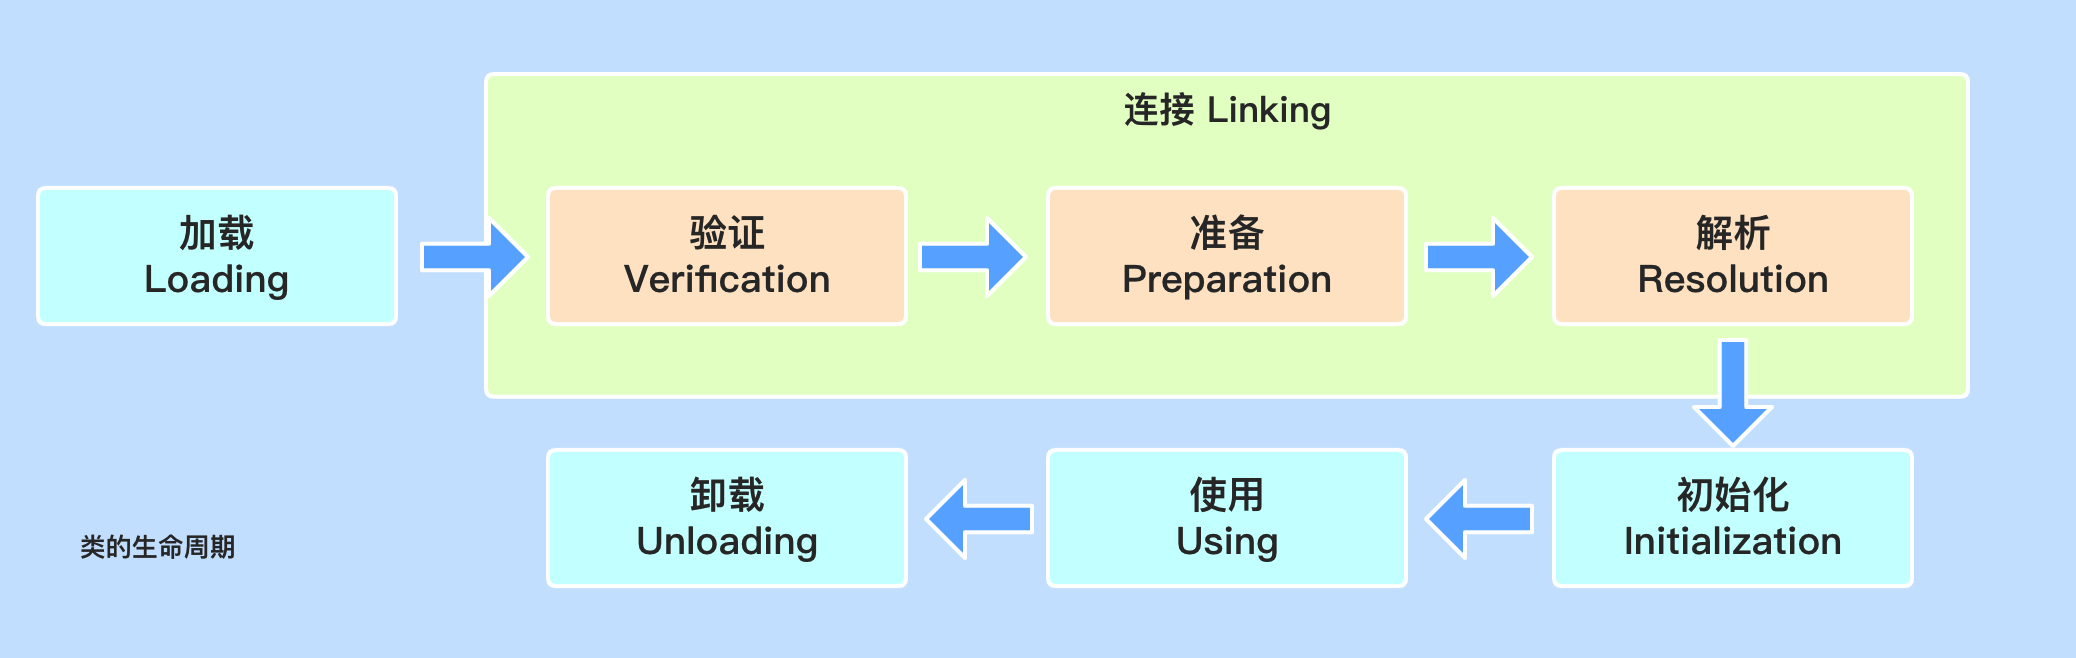 连接 Linking
加载
Loading
验证
Verification
准备
Preparation
解析
Resolution
卸载
Unloading
使用
Using
初始化
Initialization
类的生命周期